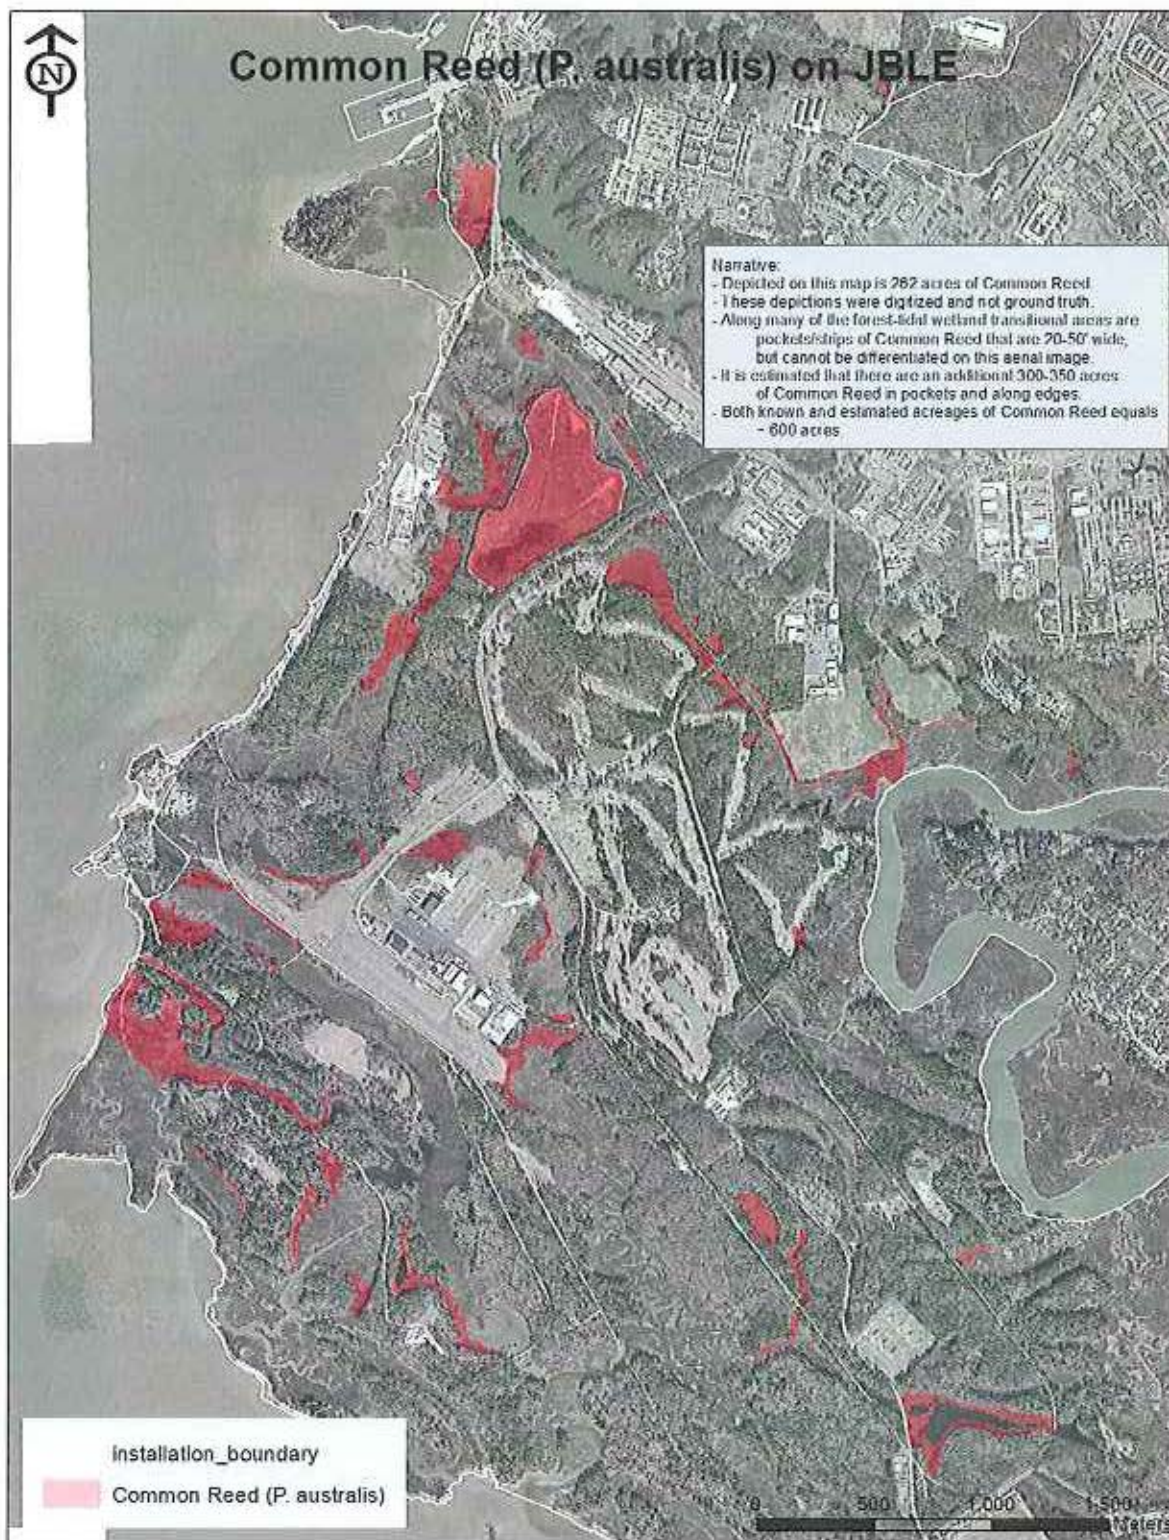 N
Common Reed (P. australis) on JBLE
Narrative:
- Depicted on this map is 262 acres of Common Reed
- These depictions were digitized and not ground truth.
- Along many of the forest-tidal wetland transitional areas are
pockets/strips of Common Reed that are 20-50' wide,
but cannot be differentiated on this aerial image.
- It is estimated that there are an additional 300-350 acres
of Common Reed in pockets and along edges.
- Both known and estimated acreages of Common Reed equals
~ 600 acres
Installation_boundary
Common Reed (P. australis)
0 500 1,000 1,500
Meters